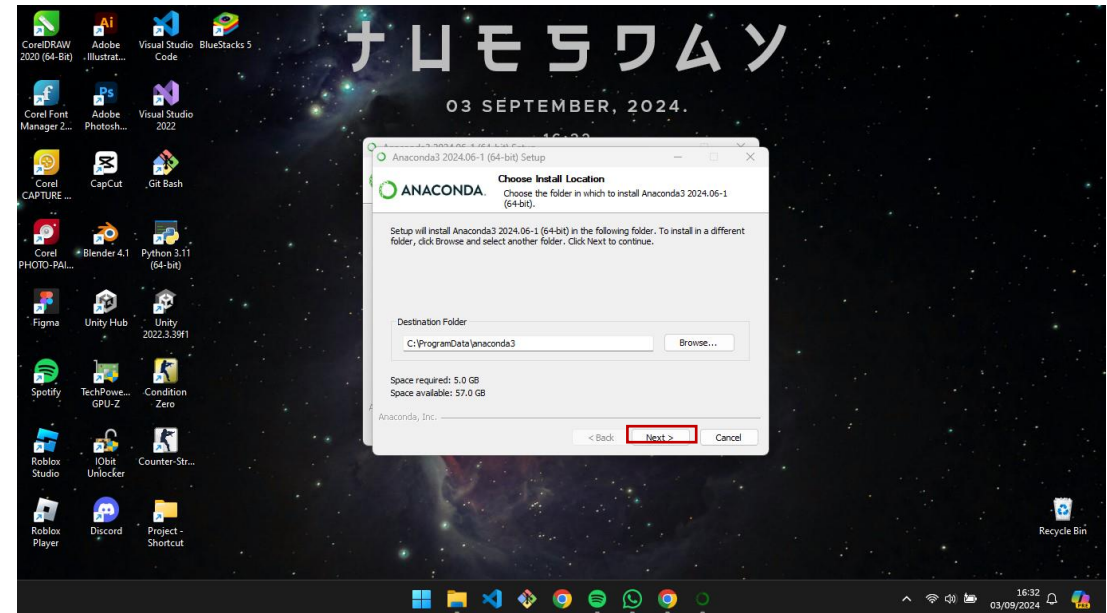 TUESDAY
03 SEPTEMBER, 2024.
CorelDRAW
2020 (64-Bit)
Adobe
Illustrat...
Visual Studio
Code
BlueStacks 5
Corel Font
Manager 2...
Adobe
Photosh...
Visual Studio
2022
Corel
CAPTURE ...
CapCut
Git Bash
Corel
PHOTO-PAI...
Blender 4.1
Python 3.11
(64-bit)
Figma
Unity Hub
Unity
2022.3.39f1
Spotify
TechPowe...
GPU-Z
Condition
Zero
Roblox
Studio
IObit
Unlocker
Counter-Str...
Roblox
Player
Discord
Project -
Shortcut
Anaconda3 2024.06-1 (64-bit) Setup
ANACONDA.
Choose Install Location
Choose the folder in which to install Anaconda3 2024.06-1
(64-bit).
Setup will install Anaconda3 2024.06-1 (64-bit) in the following folder. To install in a different
folder, click Browse and select another folder. Click Next to continue.
Destination Folder
C:\ProgramData\anaconda3
Browse...
Space required: 5.0 GB
Space available: 57.0 GB
Anaconda, Inc.
< Back
Next >
Cancel
Recycle Bin
16:32
03/09/2024